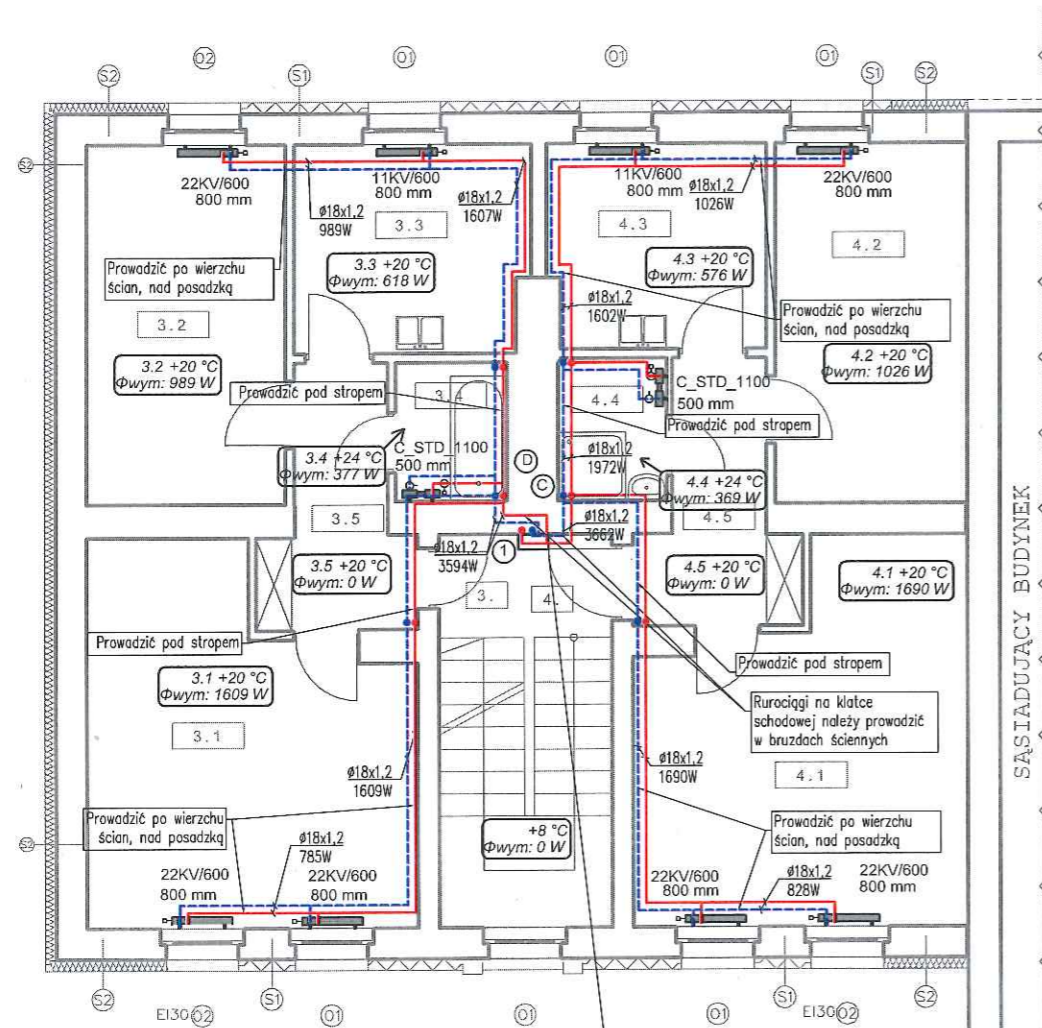 O2
O1
O1
O1
S2
S1
S1
S2
S2
22KV/600
800 mm
11KV/600
800 mm
ø18x1,2
1607W
11KV/600
800 mm
ø18x1,2
1026W
22KV/600
800 mm
ø18x1,2
989W
3.3
4.3
4.2
3.3 +20 °C
Φwym: 618 W
4.3 +20 °C
Φwym: 576 W
Prowadzić po wierzchu
ścian, nad posadzką
ø18x1,2
1602W
Prowadzić po wierzchu
ścian, nad posadzką
3.2
3.2 +20 °C
Φwym: 989 W
4.2 +20 °C
Φwym: 1026 W
Prowadzić pod stropem
3.4
4.4
C_STD_1100
500 mm
Prowadzić pod stropem
3.4 +24 °C
Φwym: 377 W
C_STD_1100
500 mm
D
C
ø18x1,2
1972W
4.4 +24 °C
Φwym: 369 W
3.5
4.5
ø18x1,2
3662W
ø18x1,2
3594W
1
3.5 +20 °C
Φwym: 0 W
4.5 +20 °C
Φwym: 0 W
4.1 +20 °C
Φwym: 1690 W
3.
4.
Prowadzić pod stropem
Prowadzić pod stropem
3.1 +20 °C
Φwym: 1609 W
Rurociągi na klatce
schodowej należy prowadzić
w bruzdach ściennych
3.1
4.1
ø18x1,2
1609W
ø18x1,2
1690W
Prowadzić po wierzchu
ścian, nad posadzką
+8 °C
Φwym: 0 W
Prowadzić po wierzchu
ścian, nad posadzką
ø18x1,2
785W
22KV/600
800 mm
22KV/600
800 mm
22KV/600
800 mm
ø18x1,2
828W
22KV/600
800 mm
S2
S2
S1
S1
S2
EI30
O2
O1
O1
O1
EI30
O2
SĄSIADUJĄCY BUDYNEK